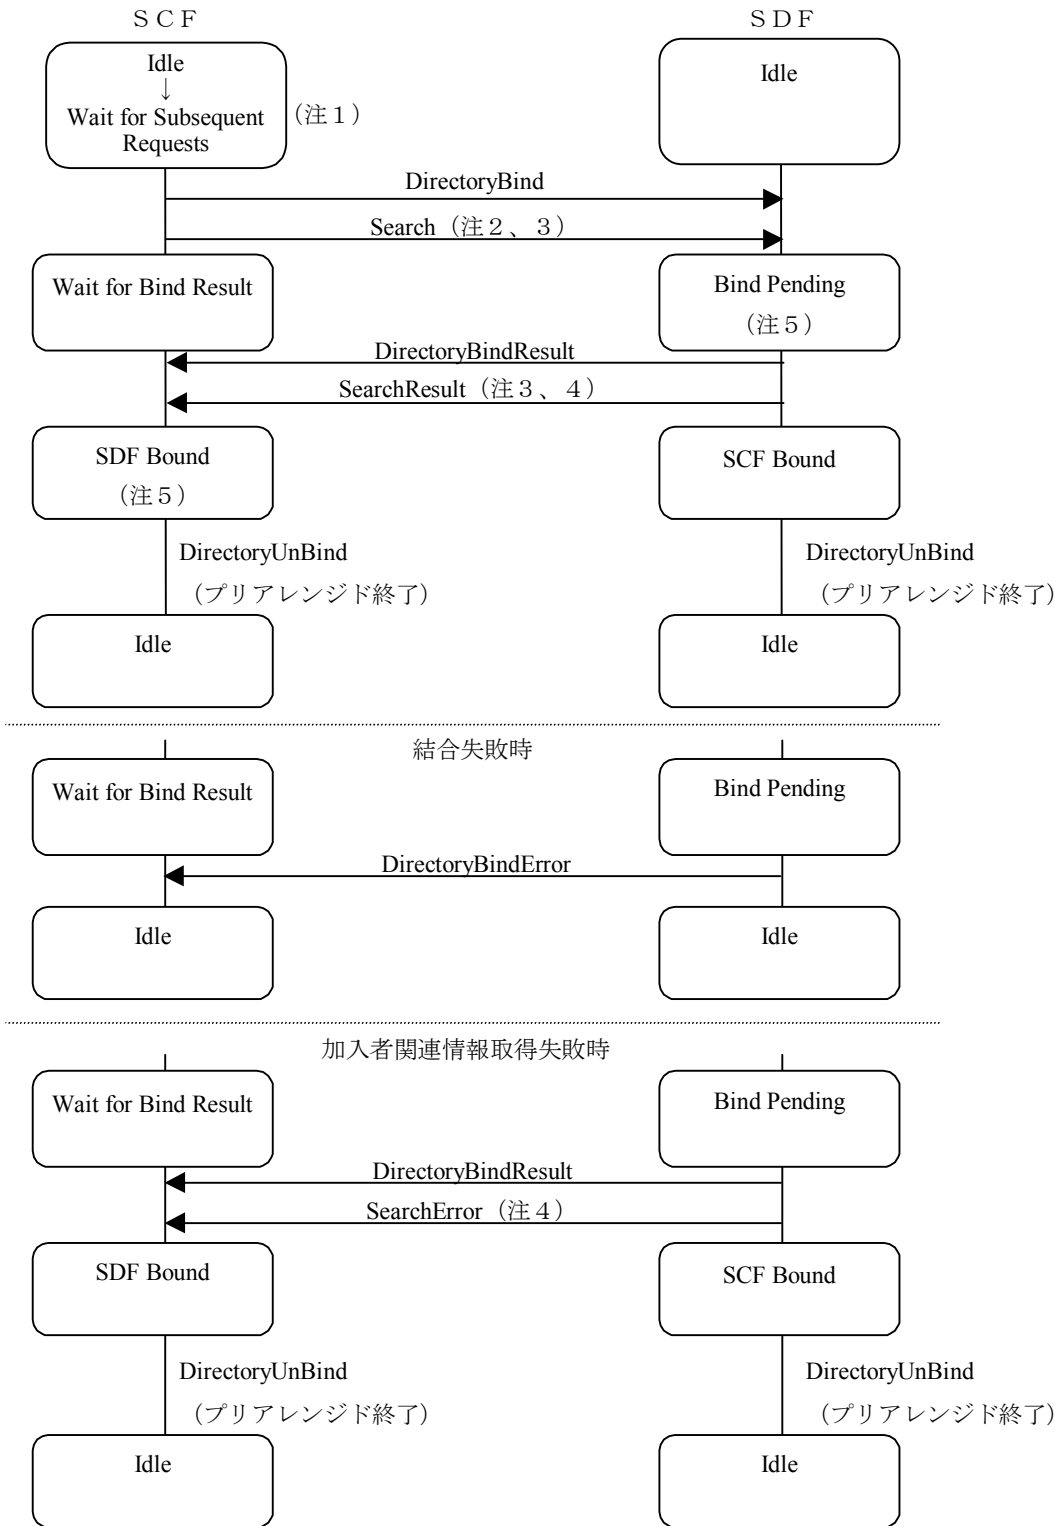 ＳＣＦ
ＳＤＦ
Idle
↓
Wait for Subsequent
Requests
（注１）
Idle
DirectoryBind
Search（注２、３）
Wait for Bind Result
Bind Pending
（注５）
DirectoryBindResult
SearchResult（注３、４）
SDF Bound
（注５）
SCF Bound
DirectoryUnBind
（プリアレンジド終了）
DirectoryUnBind
（プリアレンジド終了）
Idle
Idle
結合失敗時
Wait for Bind Result
Bind Pending
DirectoryBindError
Idle
Idle
加入者関連情報取得失敗時
Wait for Bind Result
Bind Pending
DirectoryBindResult
SearchError（注４）
SDF Bound
SCF Bound
DirectoryUnBind
（プリアレンジド終了）
DirectoryUnBind
（プリアレンジド終了）
Idle
Idle